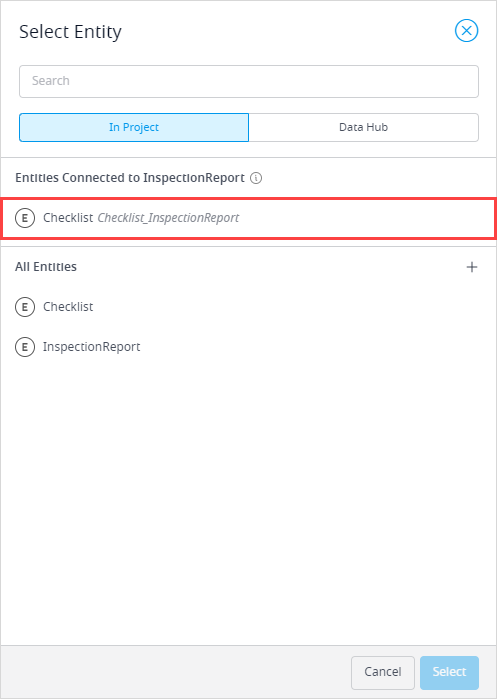 Select Entity
Search
In Project Data Hub
Entities Connected to InspectionReport
E Checklist Checklist_InspectionReport
All Entities
E Checklist
E InspectionReport
Cancel Select